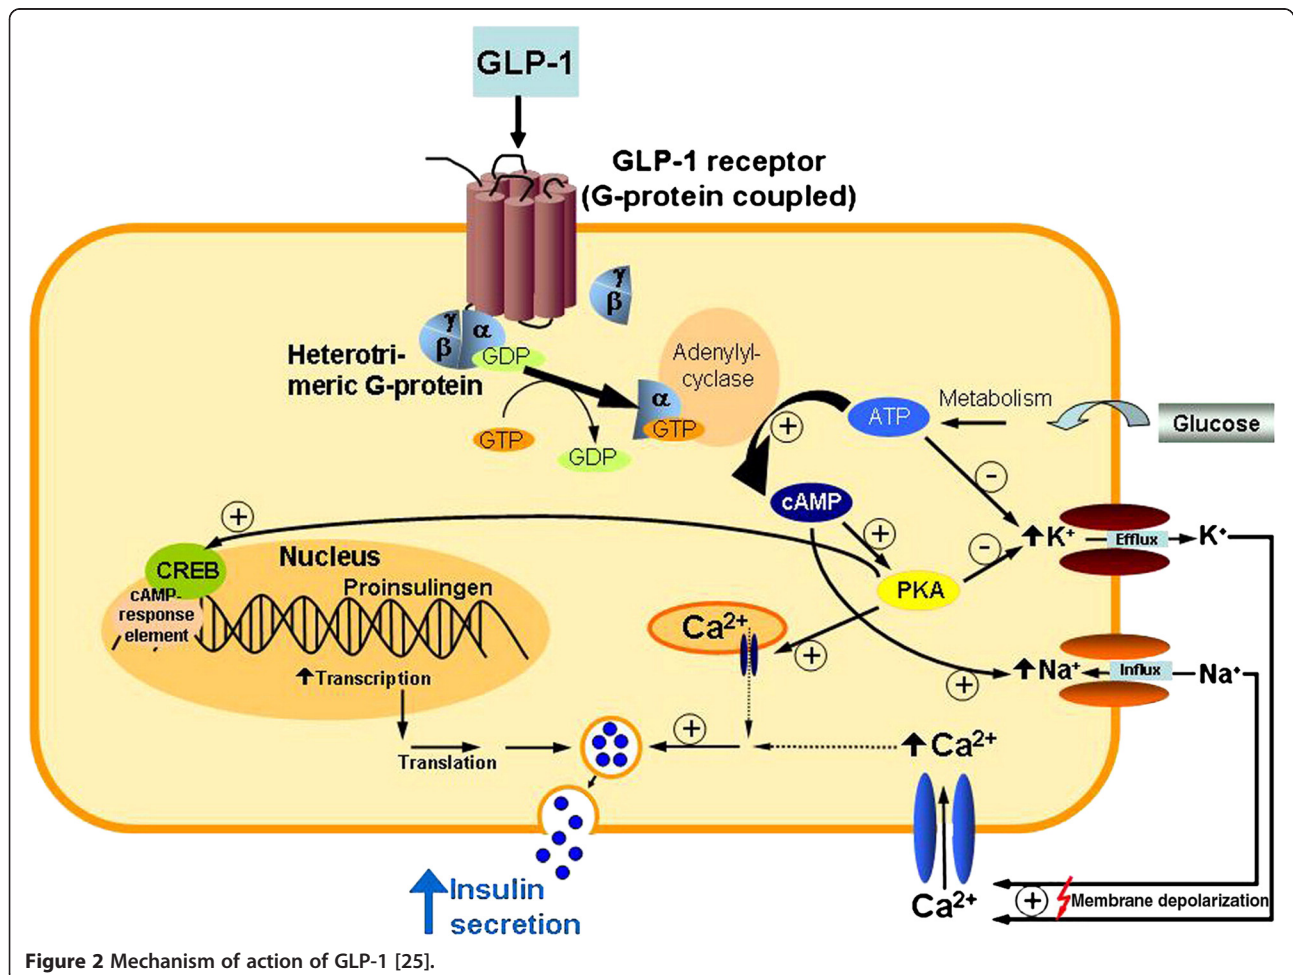 GLP-1
GLP-1 receptor
(G-protein coupled)
γ
β
γ
β
α
GDP
Heterotri-
meric G-protein
Adenylyl-
cyclase
α
GTP
GTP
GDP
+
ATP
Metabolism
Glucose
-
cAMP
+
+
K+
Efflux
K+
-
CREB
Nucleus
Proinsulingen
cAMP-
response
element
PKA
Ca2+
+
Transcription
+
Na+
Influx
Na+
Translation
+
Ca2+
Insulin
secretion
Ca2+
+
Membrane depolarization
Figure 2 Mechanism of action of GLP-1 [25].